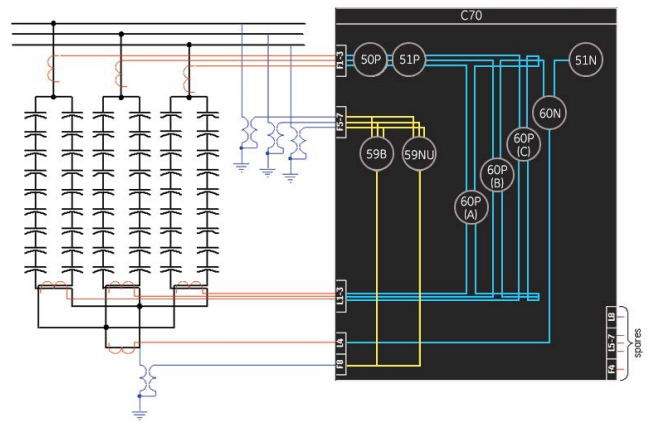 C70
F1-3
50P
51P
51N
60N
F5-7
59B
59NU
60P
(C)
60P
(B)
60P
(A)
L1-3
L4
F8
L8
L5-7
F4
spares